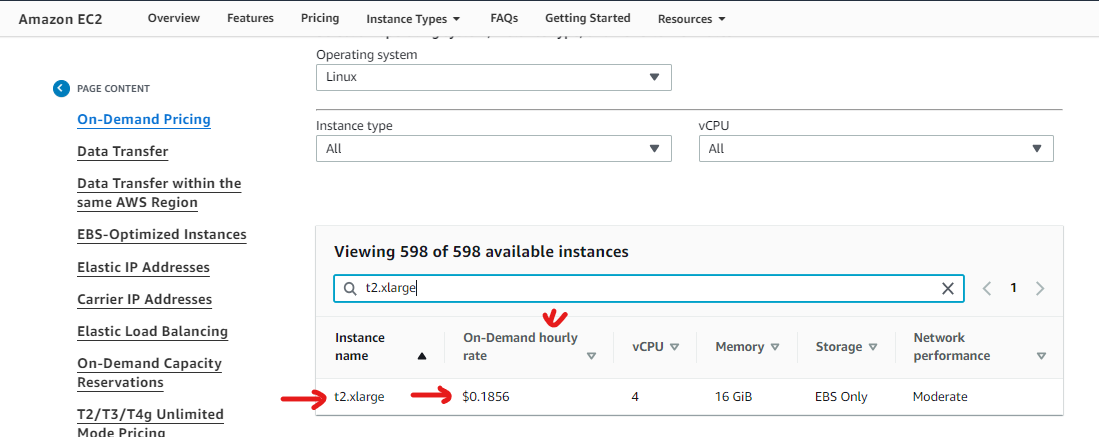 Amazon EC2
Overview
Features
Pricing
Instance Types
FAQs
Getting Started
Resources
Operating system
Linux
PAGE CONTENT
On-Demand Pricing
Data Transfer
Data Transfer within the
same AWS Region
EBS-Optimized Instances
Elastic IP Addresses
Carrier IP Addresses
Elastic Load Balancing
On-Demand Capacity
Reservations
T2/T3/T4g Unlimited
Mode Pricing
Instance type
vCPU
All
All
Viewing 598 of 598 available instances
t2.xlarge
1
Instance
name
On-Demand hourly
rate
vCPU
Memory
Storage
Network
performance
t2.xlarge
$0.1856
4
16 GiB
EBS Only
Moderate